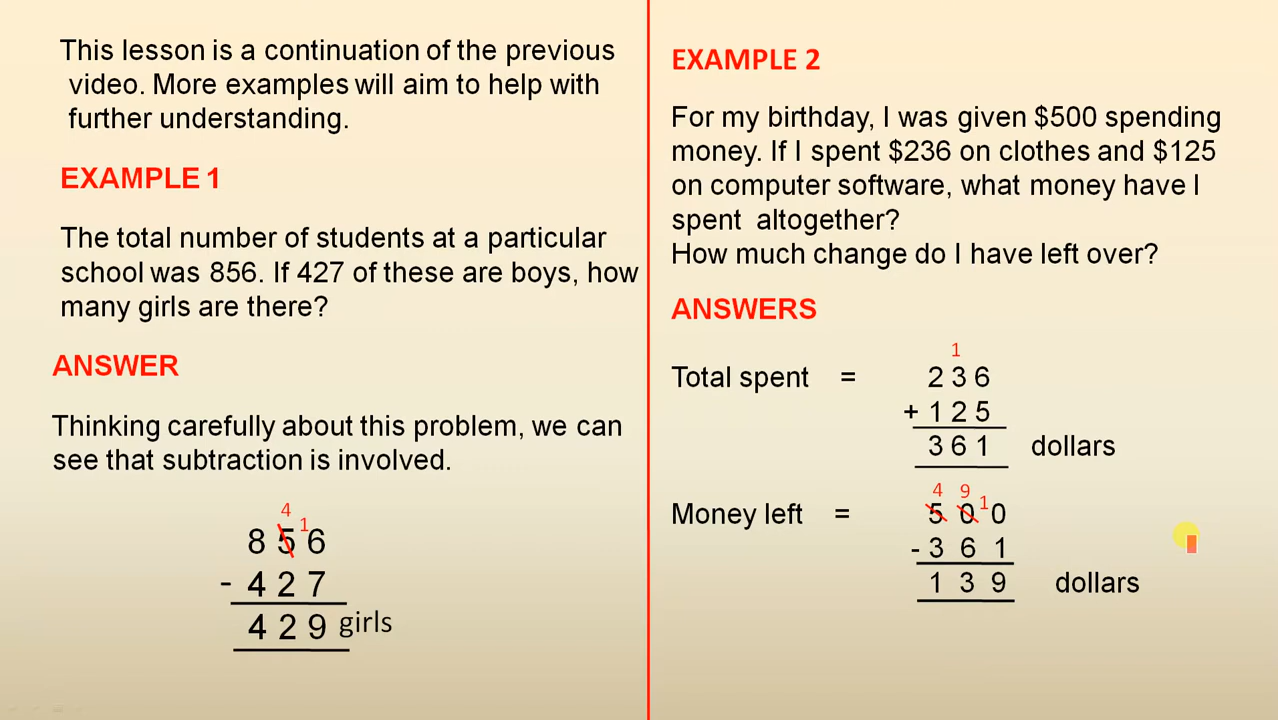 This lesson is a continuation of the previous
video. More examples will aim to help with
further understanding.
EXAMPLE 1
The total number of students at a particular
school was 856. If 427 of these are boys, how
many girls are there?
ANSWER
Thinking carefully about this problem, we can
see that subtraction is involved.
4 1
8 5 6
- 4 2 7
4 2 9 girls
EXAMPLE 2
For my birthday, I was given $500 spending
money. If I spent $236 on clothes and $125
on computer software, what money have I
spent altogether?
How much change do I have left over?
ANSWERS
1
Total spent = 2 3 6
+ 1 2 5
3 6 1 dollars
4 9 1
Money left = 5 0 0
- 3 6 1
1 3 9 dollars